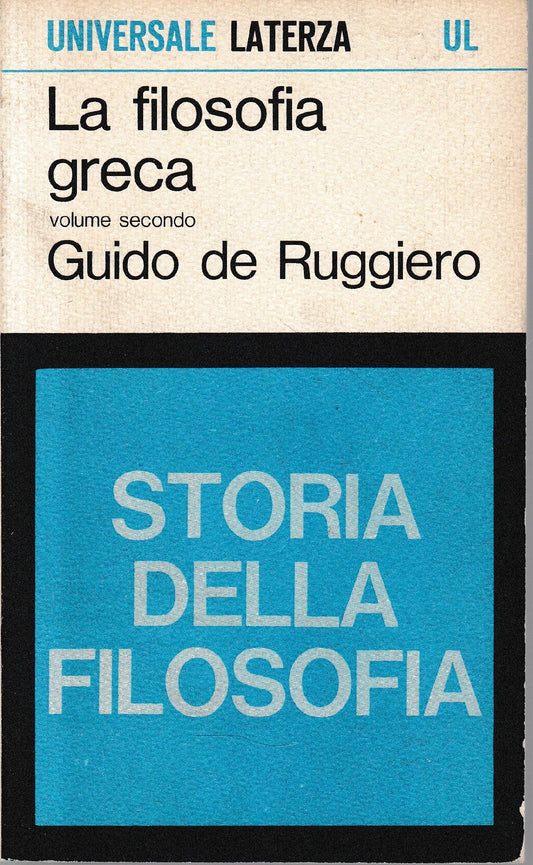 UNIVERSALE LATERZA UL
La filosofia
greca
volume secondo
Guido de Ruggiero
STORIA
DELLA
FILOSOFIA